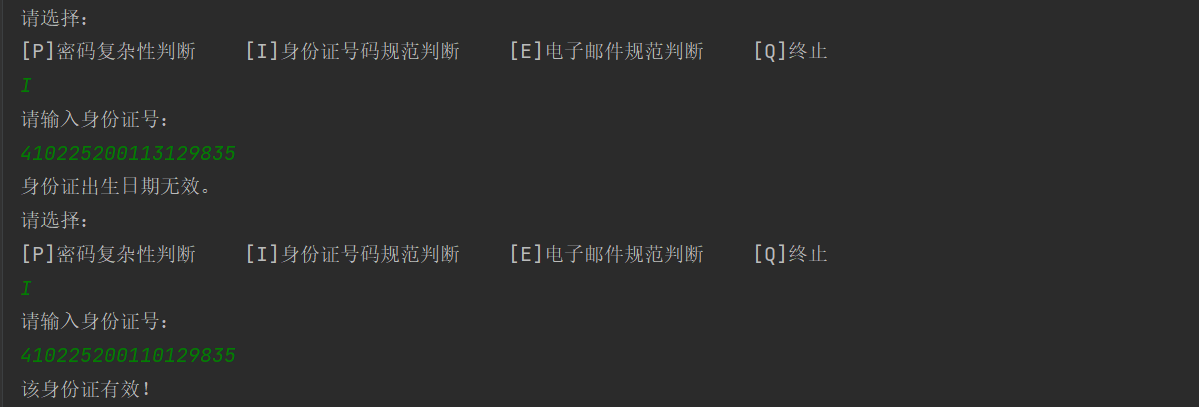 请选择：
[P]密码复杂性判断    [I]身份证号码规范判断    [E]电子邮件规范判断    [Q]终止
I
请输入身份证号：
410225200113129835
身份证出生日期无效。
请选择：
[P]密码复杂性判断    [I]身份证号码规范判断    [E]电子邮件规范判断    [Q]终止
I
请输入身份证号：
410225200110129835
该身份证有效！